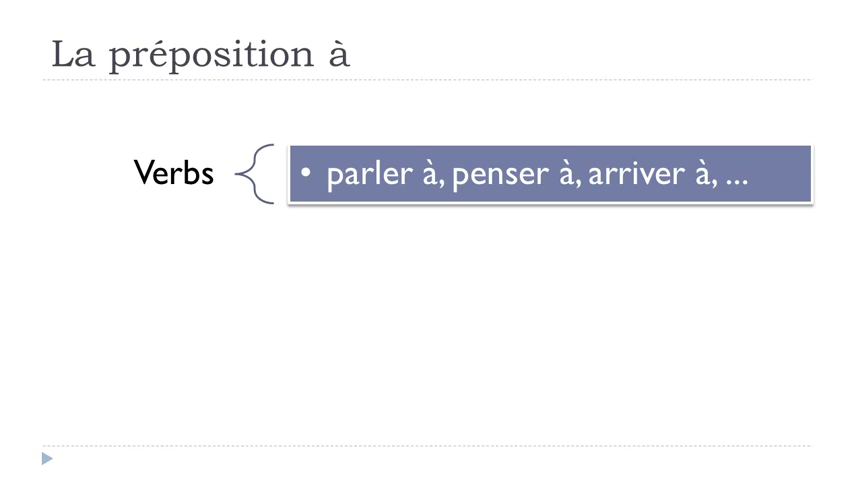 La préposition à
Verbs
• parler à, penser à, arriver à, ...